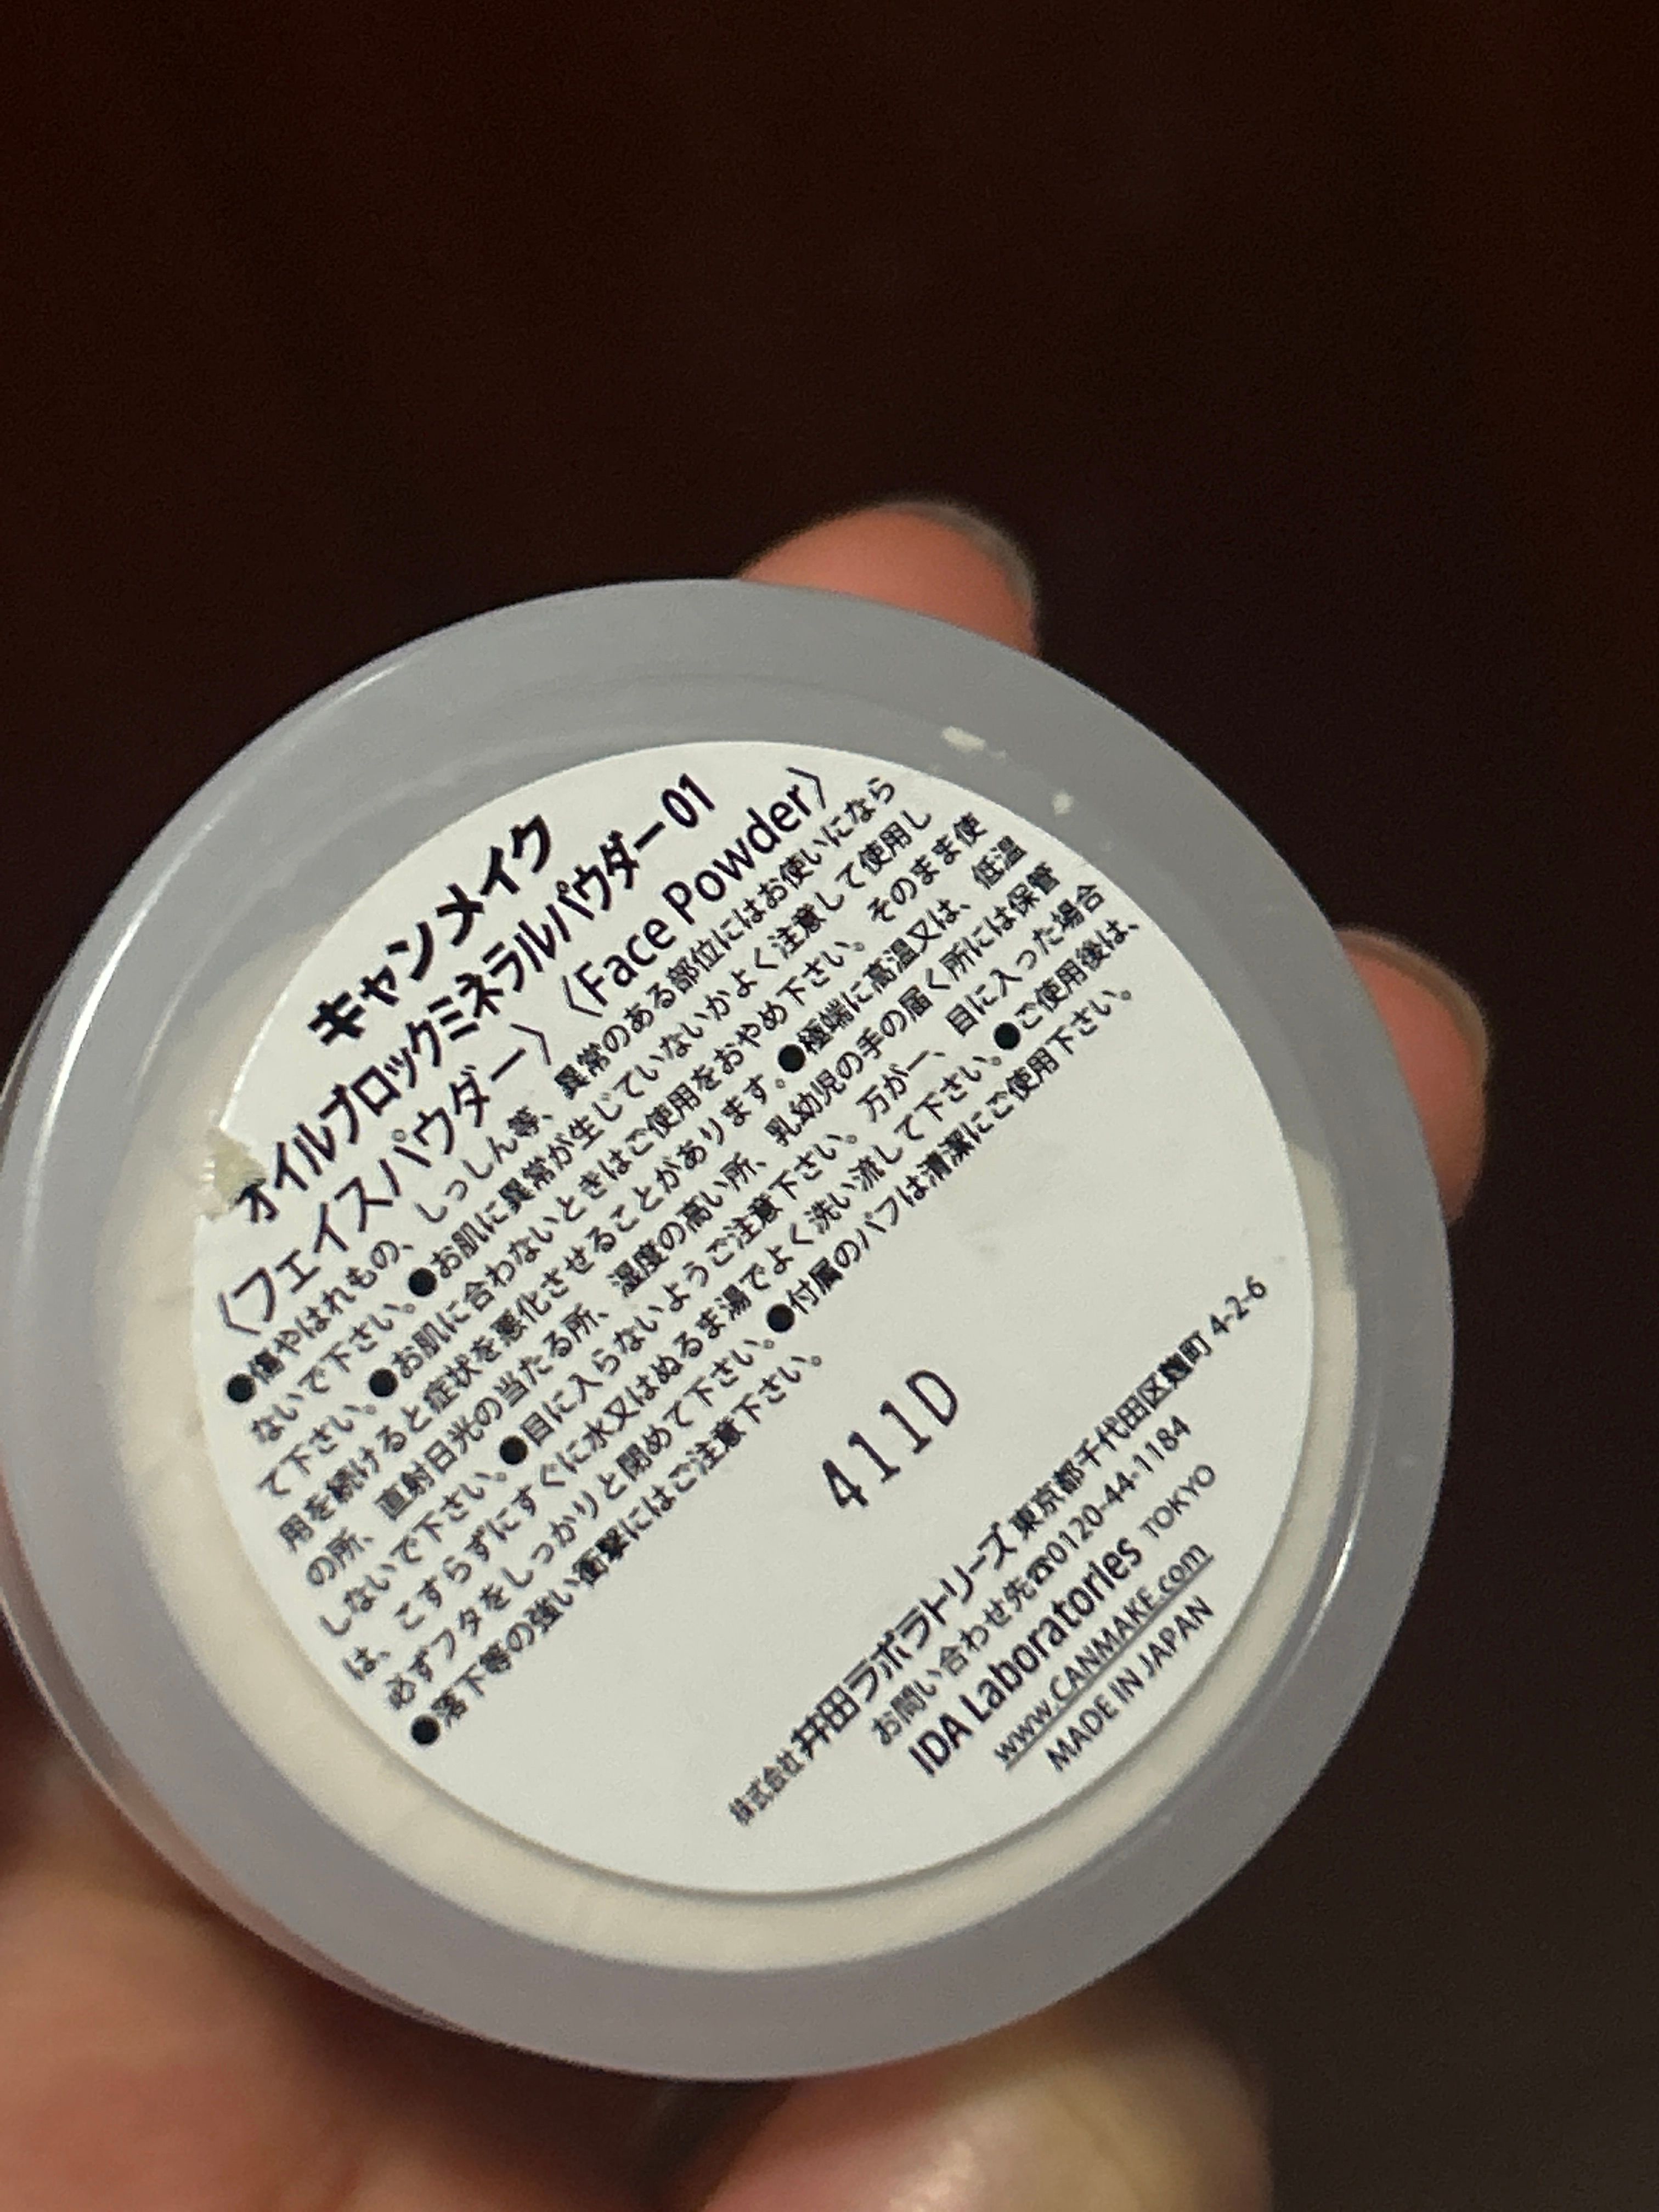 キャンメイク
オイルブロックミネラルパウダー01
〈フェイスパウダー〉〈Face Powder〉
●傷やはれもの、しっしん等、異常のある部位にはお使いになら
ないで下さい。●お肌に異常が生じていないかよく注意して使用し
て下さい。●お肌に合わないときはご使用をおやめ下さい。そのまま使
用を続けると症状を悪化させることがあります。●極端に高温又は、低温
の所、直射日光の当たる所、湿度の高い所、乳幼児の手の届く所には保管
しないで下さい。●目に入らないようご注意下さい。万が一、目に入った場合
は、こすらずにすぐに水又はぬるま湯でよく洗い流して下さい。●ご使用後は、
必ずフタをしっかりと閉めて下さい。●付属のパフは清潔にご使用下さい。
●落下等の強い衝撃にはご注意下さい。
411D
株式会社 井田ラボラトリーズ 東京都千代田区麹町 4-2-6
お問い合わせ先☎0120-44-1184
IDA Laboratories TOKYO
www.CANMAKE.com
MADE IN JAPAN